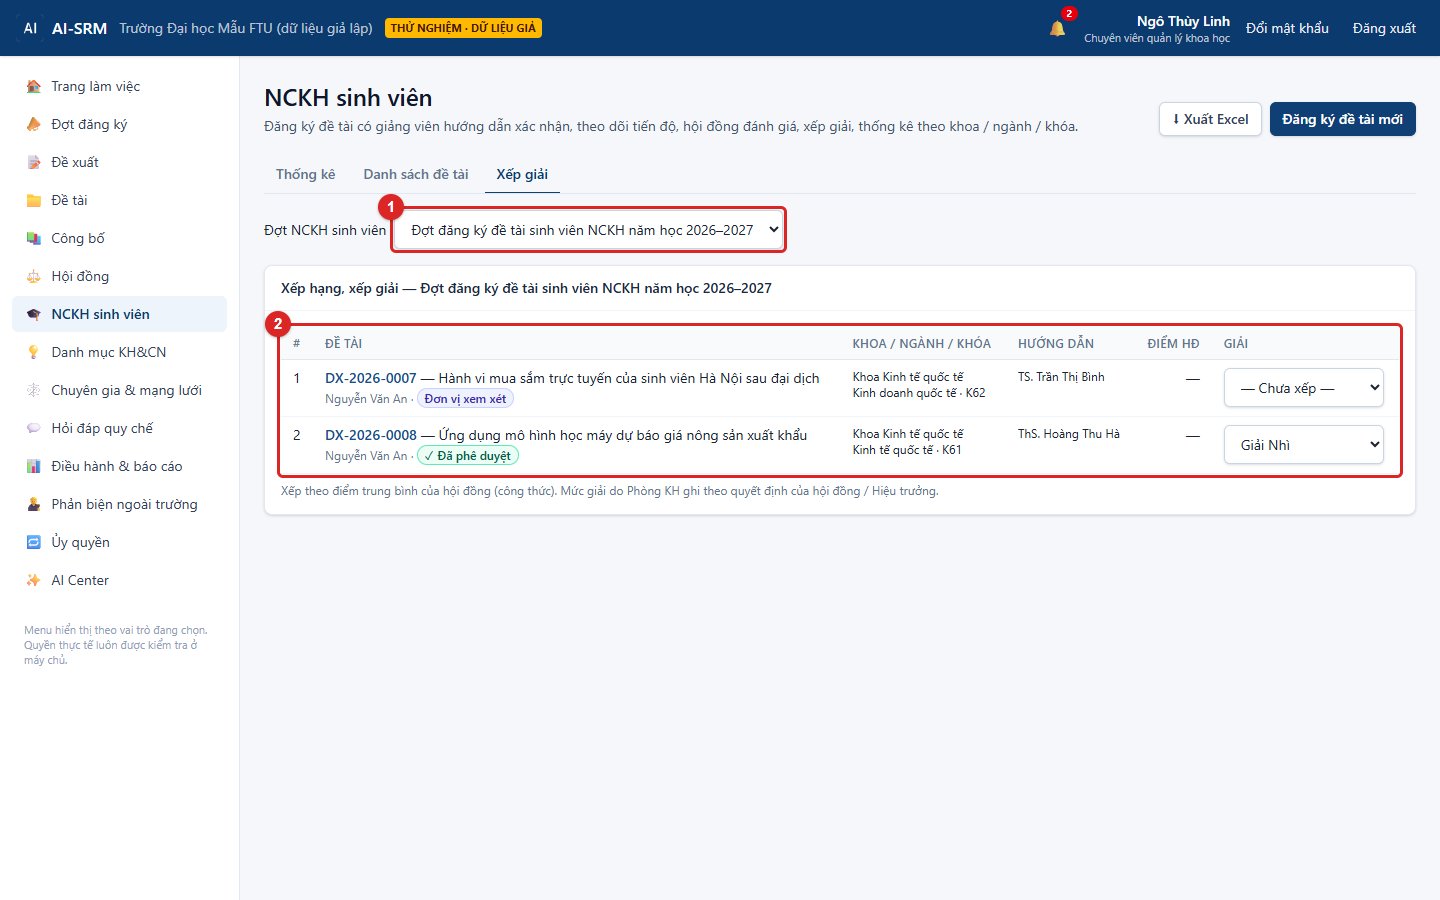 AI AI-SRM Trường Đại học Mẫu FTU (dữ liệu giả lập) THỬ NGHIỆM · DỮ LIỆU GIẢ
2
Ngô Thùy Linh
Chuyên viên quản lý khoa học
Đổi mật khẩu
Đăng xuất
Trang làm việc
Đợt đăng ký
Đề xuất
Đề tài
Công bố
Hội đồng
NCKH sinh viên
Danh mục KH&CN
Chuyên gia & mạng lưới
Hỏi đáp quy chế
Điều hành & báo cáo
Phản biện ngoài trường
Ủy quyền
AI Center
Menu hiển thị theo vai trò đang chọn.
Quyền thực tế luôn được kiểm tra ở
máy chủ.
NCKH sinh viên
Đăng ký đề tài có giảng viên hướng dẫn xác nhận, theo dõi tiến độ, hội đồng đánh giá, xếp giải, thống kê theo khoa / ngành / khóa.
⬇ Xuất Excel
Đăng ký đề tài mới
Thống kê
Danh sách đề tài
Xếp giải
1
Đợt NCKH sinh viên
Đợt đăng ký đề tài sinh viên NCKH năm học 2026–2027
Xếp hạng, xếp giải — Đợt đăng ký đề tài sinh viên NCKH năm học 2026–2027
2
# ĐỀ TÀI KHOA / NGÀNH / KHÓA HƯỚNG DẪN ĐIỂM HĐ GIẢI
1 DX-2026-0007 — Hành vi mua sắm trực tuyến của sinh viên Hà Nội sau đại dịch
Nguyễn Văn An · Đơn vị xem xét
Khoa Kinh tế quốc tế
Kinh doanh quốc tế · K62
TS. Trần Thị Bình
—
— Chưa xếp —
2 DX-2026-0008 — Ứng dụng mô hình học máy dự báo giá nông sản xuất khẩu
Nguyễn Văn An · ✓ Đã phê duyệt
Khoa Kinh tế quốc tế
Kinh tế quốc tế · K61
ThS. Hoàng Thu Hà
—
Giải Nhì
Xếp theo điểm trung bình của hội đồng (công thức). Mức giải do Phòng KH ghi theo quyết định của hội đồng / Hiệu trưởng.